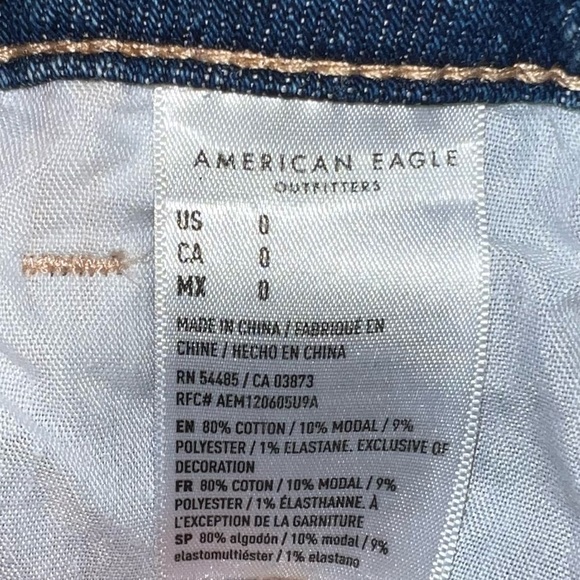 AMERICAN EAGLE
OUTFITTERS
US 0
CA 0
MX 0
MADE IN CHINA / FABRIQUÉ EN
CHINE / HECHO EN CHINA
RN 54485 / CA 03873
RFC# AEM120605U9A
EN 80% COTTON / 10% MODAL / 9%
POLYESTER / 1% ELASTANE. EXCLUSIVE OF
DECORATION
FR 80% COTON / 10% MODAL / 9%
POLYESTER / 1% ÉLASTHANNE. À
L'EXCEPTION DE LA GARNITURE
SP 80% algodón / 10% modal / 9%
elastomultiéster / 1% elastano